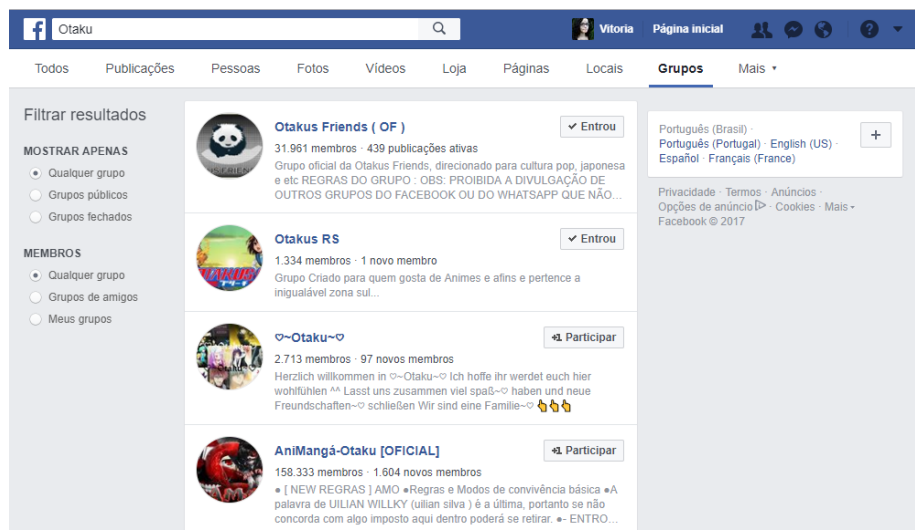 f Otaku Vitoria Página inicial ?
Todos Publicações Pessoas Fotos Vídeos Loja Páginas Locais Grupos Mais
Filtrar resultados
MOSTRAR APENAS
Qualquer grupo
Grupos públicos
Grupos fechados
MEMBROS
Qualquer grupo
Grupos de amigos
Meus grupos
Otakus Friends ( OF ) Entrou
31.961 membros · 439 publicações ativas
Grupo oficial da Otakus Friends, direcionado para cultura pop, japonesa
e etc REGRAS DO GRUPO : OBS: PROIBIDA A DIVULGAÇÃO DE
OUTROS GRUPOS DO FACEBOOK OU DO WHATSAPP QUE NÃO...
Otakus RS Entrou
1.334 membros · 1 novo membro
Grupo Criado para quem gosta de Animes e afins e pertence a
inigualável zona sul...
♡~Otaku~♡ +1 Participar
2.713 membros · 97 novos membros
Herzlich willkommen in ♡~Otaku~♡ Ich hoffe ihr werdet euch hier
wohlfühlen ^^ Lasst uns zusammen viel spaß~♡ haben und neue
Freundschaften~♡ schließen Wir sind eine Familie~♡ 👆👆👆
AniMangá-Otaku [OFICIAL] +1 Participar
158.333 membros · 1.604 novos membros
● [ NEW REGRAS ] AMO ●Regras e Modos de convivência básica ●A
palavra de UILIAN WILLKY (uilian silva ) é a última, portanto se não
concorda com algo imposto aqui dentro poderá se retirar. ●- ENTRO...
Português (Brasil) ·
Português (Portugal) · English (US) ·
Español · Français (France)
+
Privacidade · Termos · Anúncios ·
Opções de anúncio · Cookies · Mais
Facebook © 2017